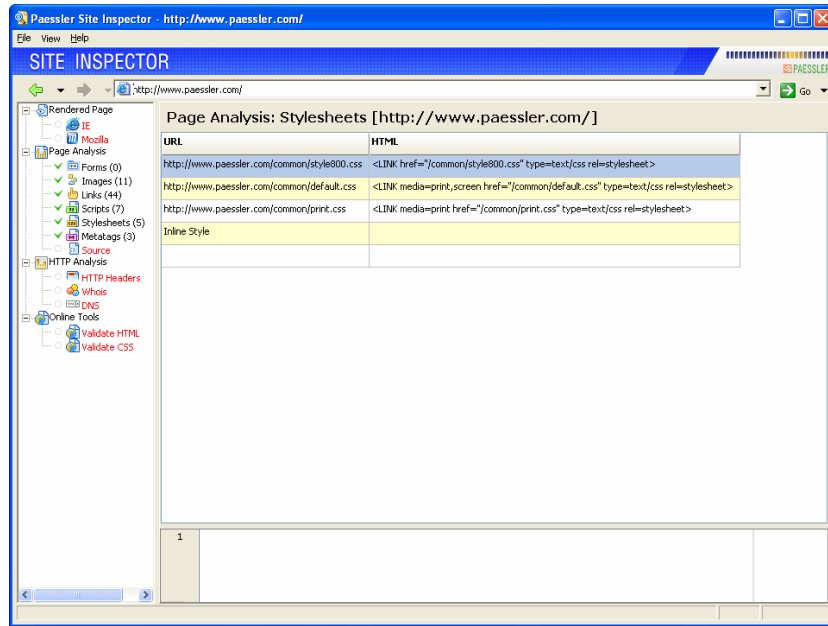 Paessler Site Inspector - http://www.paessler.com/
File View Help
SITE INSPECTOR
PAESSLER
http://www.paessler.com/
Go
Rendered Page
IE
Mozilla
Page Analysis
Forms (0)
Images (11)
Links (44)
Scripts (7)
Stylesheets (5)
Metatags (3)
Source
HTTP Analysis
HTTP Headers
Whois
DNS
Online Tools
Validate HTML
Validate CSS
Page Analysis: Stylesheets [http://www.paessler.com/]
URL HTML
http://www.paessler.com/common/style800.css <LINK href="/common/style800.css" type=text/css rel=stylesheet>
http://www.paessler.com/common/default.css <LINK media=print,screen href="/common/default.css" type=text/css rel=stylesheet>
http://www.paessler.com/common/print.css <LINK media=print href="/common/print.css" type=text/css rel=stylesheet>
Inline Style
1